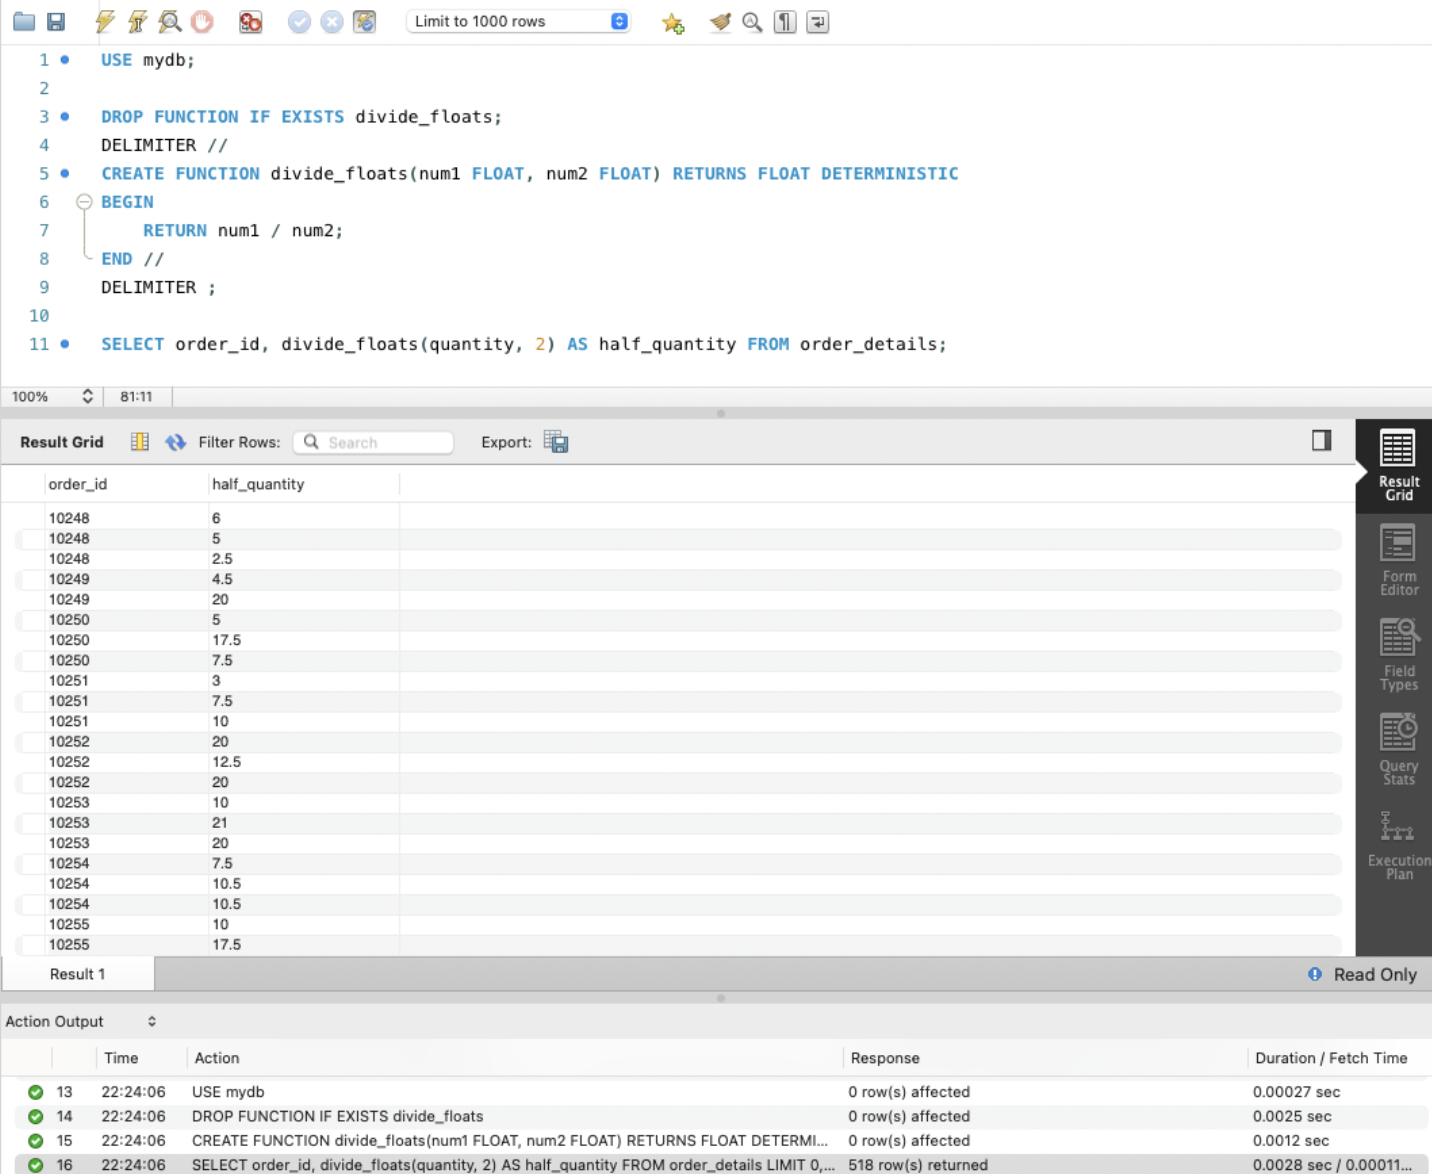 Limit to 1000 rows
1 USE mydb;
2
3 DROP FUNCTION IF EXISTS divide_floats;
4 DELIMITER //
5 CREATE FUNCTION divide_floats(num1 FLOAT, num2 FLOAT) RETURNS FLOAT DETERMINISTIC
6 BEGIN
7 RETURN num1 / num2;
8 END //
9 DELIMITER ;
10
11 SELECT order_id, divide_floats(quantity, 2) AS half_quantity FROM order_details;
100% 81:11
Result Grid Filter Rows: Search Export:
order_id half_quantity
10248 6
10248 5
10248 2.5
10249 4.5
10249 20
10250 5
10250 17.5
10250 7.5
10251 3
10251 7.5
10251 10
10252 20
10252 12.5
10252 20
10253 10
10253 21
10253 20
10254 7.5
10254 10.5
10254 10.5
10255 10
10255 17.5
Result
Grid
Form
Editor
Field
Types
Query
Stats
Execution
Plan
Result 1 Read Only
Action Output
Time Action Response Duration / Fetch Time
13 22:24:06 USE mydb 0 row(s) affected 0.00027 sec
14 22:24:06 DROP FUNCTION IF EXISTS divide_floats 0 row(s) affected 0.0025 sec
15 22:24:06 CREATE FUNCTION divide_floats(num1 FLOAT, num2 FLOAT) RETURNS FLOAT DETERMI... 0 row(s) affected 0.0012 sec
16 22:24:06 SELECT order_id, divide_floats(quantity, 2) AS half_quantity FROM order_details LIMIT 0,... 518 row(s) returned 0.0028 sec / 0.00011...